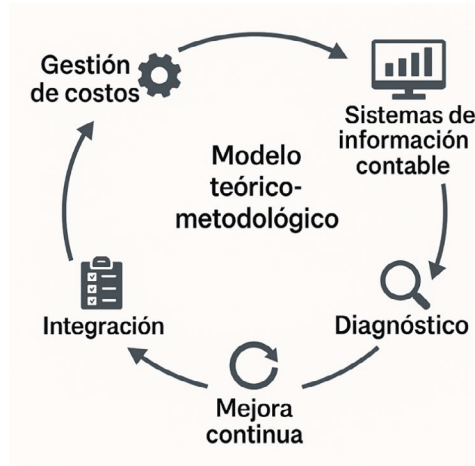 Gestión
de costos
Sistemas de
información
contable
Modelo
teórico-
metodológico
Integración
Diagnóstico
Mejora
continua